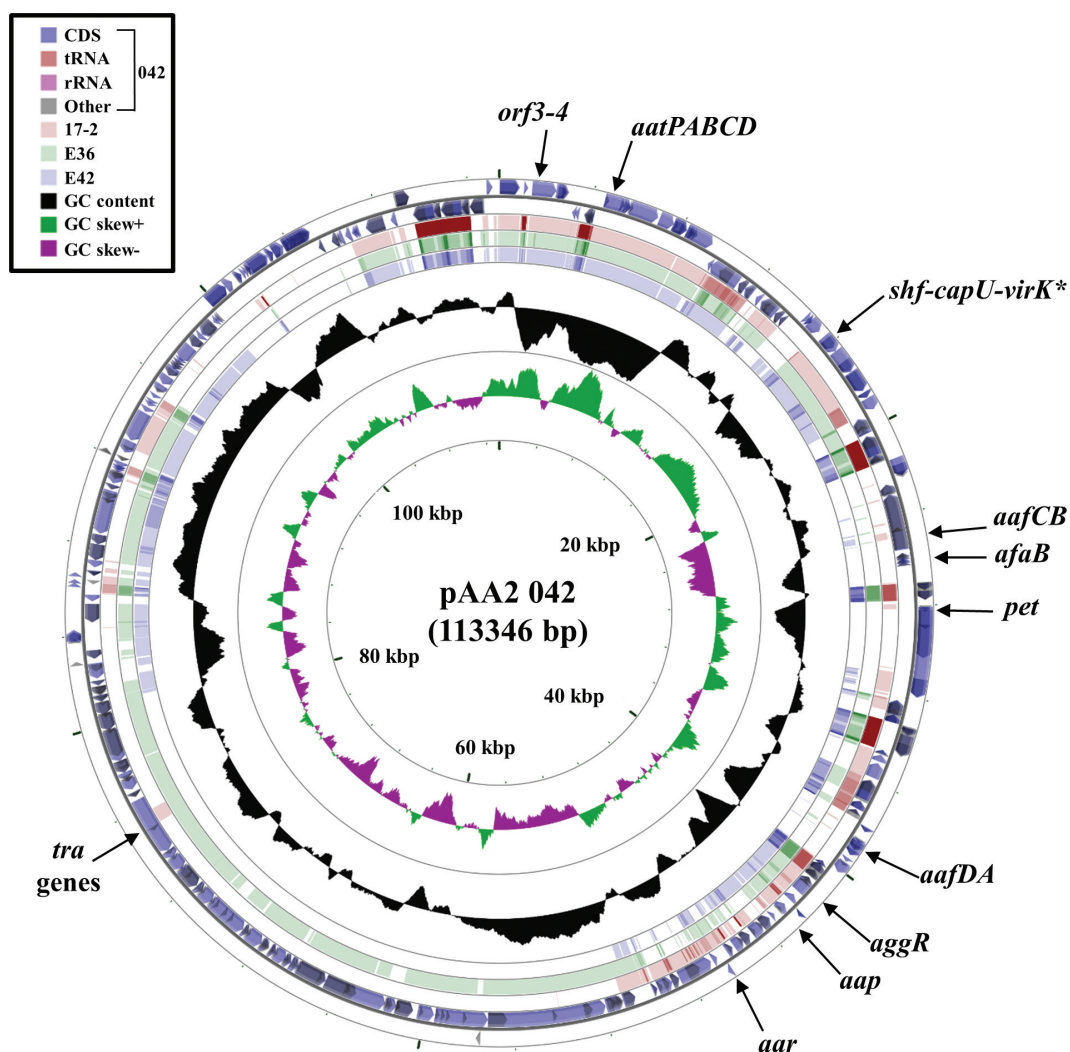 CDS
tRNA
rRNA
Other
042
17-2
E36
E42
GC content
GC skew+
GC skew-
orf3-4
aatPABCD
shf-capU-virK*
aafCB
afaB
pet
aafDA
aggR
aap
aar
tra
genes
100 kbp
20 kbp
pAA2 042
(113346 bp)
80 kbp
40 kbp
60 kbp